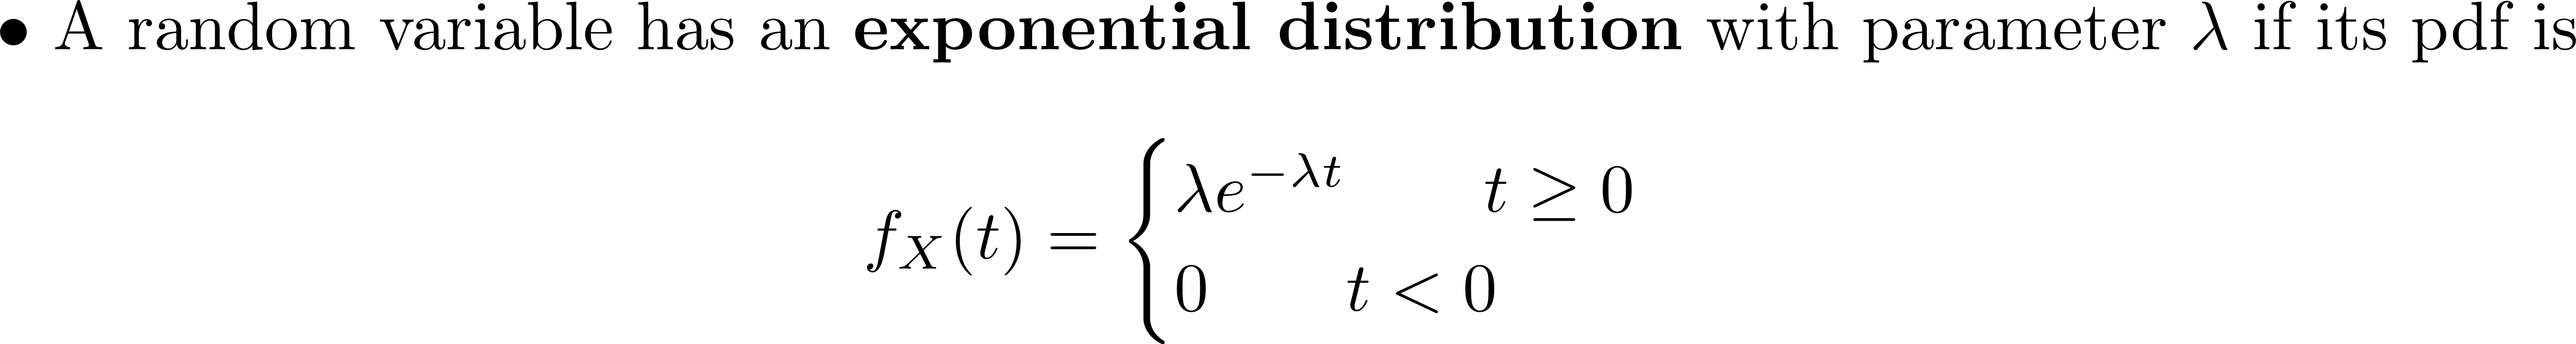 • A random variable has an exponential distribution with parameter λ if its pdf is
f_X(t) = { λe^{−λt} t ≥ 0
0 t < 0